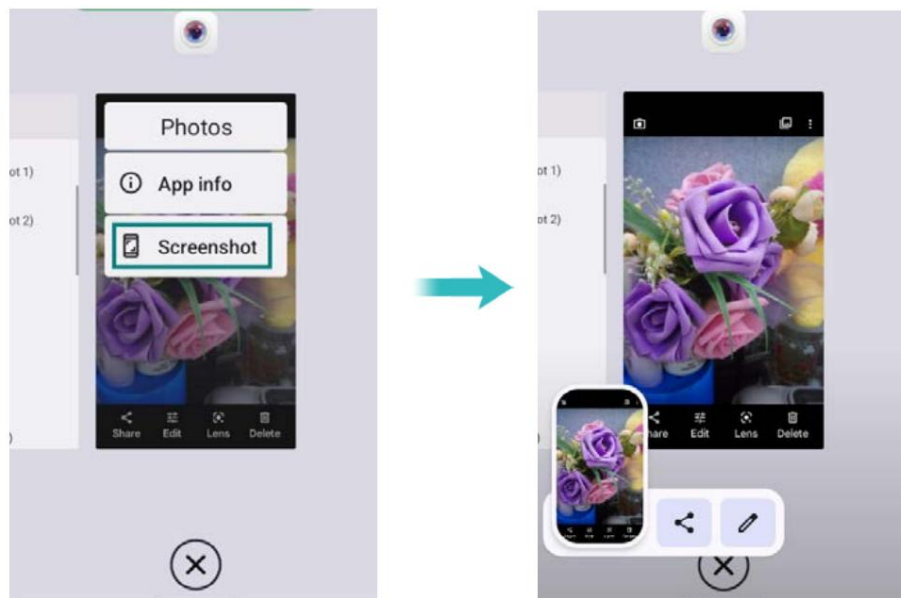 Photos
ot 1)
App info
ot 2)
Screenshot
)
Share Edit Lens Delete
ot 1)
ot 2)
)
hare Edit Lens Delete